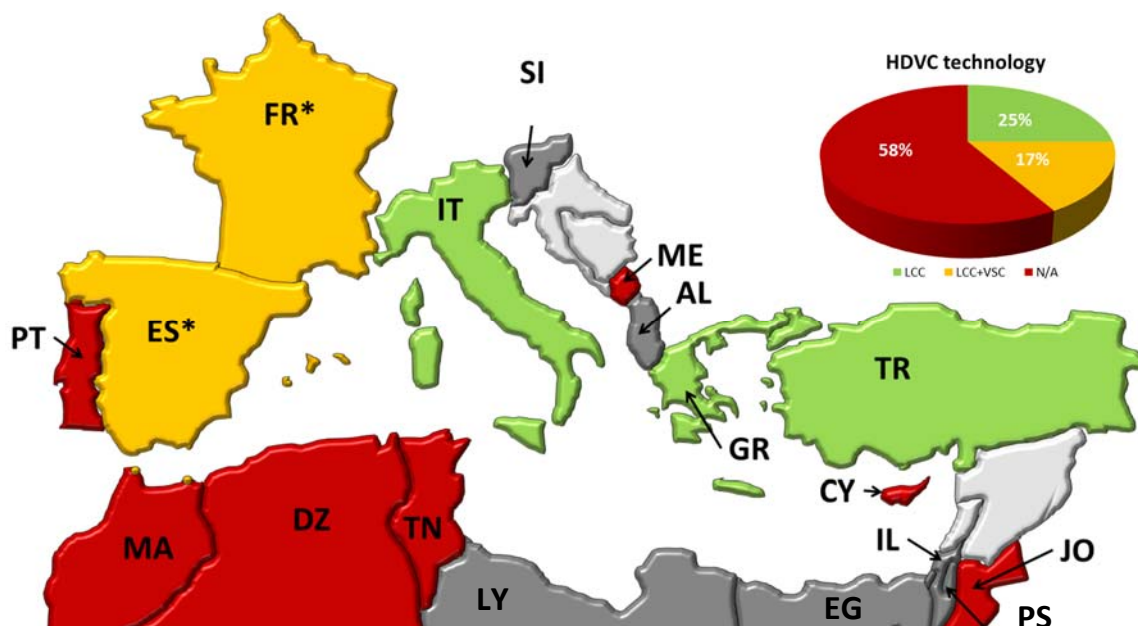 SI
HDVC technology
FR*
25%
58%
17%
IT
ME
LCC
LCC+VSC
N/A
AL
PT
ES*
TR
GR
CY
DZ
TN
MA
IL
JO
LY
EG
PS